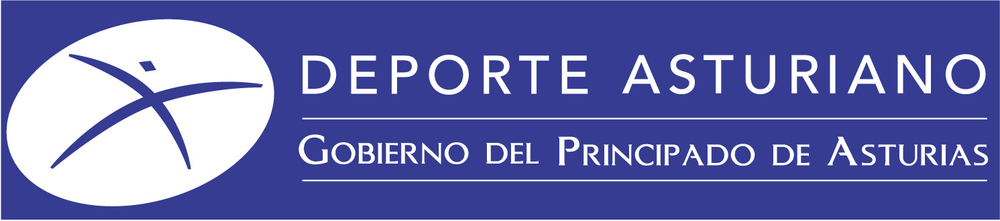 DEPORTE ASTURIANO
GOBIERNO DEL PRINCIPADO DE ASTURIAS